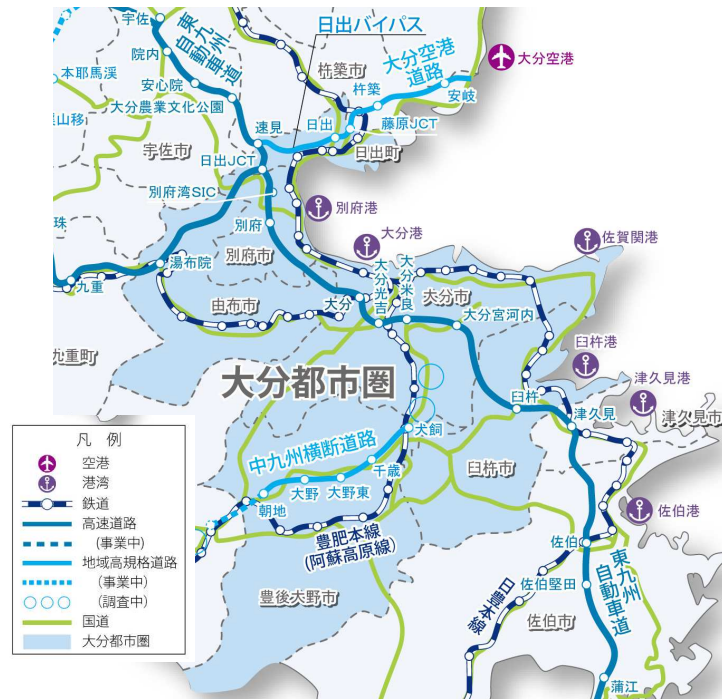 宇佐
東九州
自動車道
日出バイパス
院内
杵築市
大分空港
道路
大分空港
本耶馬渓
安心院
杵築
安岐
大分農業文化公園
速見
日出
藤原JCT
宇佐市
日出JCT
日出町
別府湾SIC
別府港
別府
大分港
佐賀関港
湯布院
別府市
九重
大分光吉
大分米良
大分市
由布市
大分
大分宮河内
臼杵港
九重町
大分都市圏
津久見港
臼杵
津久見
津久見市
凡 例
空港
港湾
鉄道
高速道路
(事業中)
地域高規格道路
(事業中)
(調査中)
国道
大分都市圏
中九州横断道路
犬飼
千歳
臼杵市
大野
大野東
朝地
佐伯港
豊肥本線
(阿蘇高原線)
佐伯
東九州
自動車道
佐伯堅田
豊後大野市
日豊本線
佐伯市
蒲江